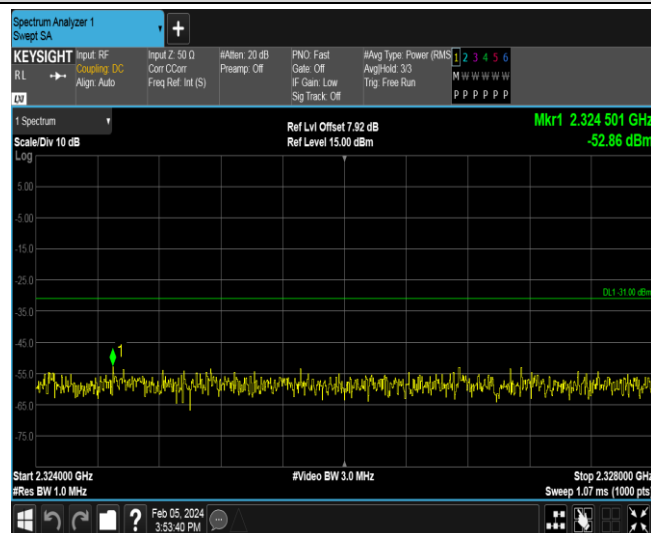 Spectrum Analyzer 1
Swept SA
+
KEYSIGHT Input: RF Input Z: 50 Ω #Atten: 20 dB PNO: Fast #Avg Type: Power (RMS 1 2 3 4 5 6
RL Coupling: DC Corr CCorr Preamp: Off Gate: Off Avg|Hold: 3/3 M W W W W W
Align: Auto Freq Ref: Int (S) IF Gain: Low Trig: Free Run
Sig Track: Off P P P P P P
LXI
1 Spectrum Ref Lvl Offset 7.92 dB Mkr1 2.324 501 GHz
Scale/Div 10 dB Ref Level 15.00 dBm -52.86 dBm
Log
5.00
-5.00
-15.0
-25.0
DL1 -31.00 dBm
-35.0
-45.0
1
-55.0
-65.0
-75.0
Start 2.324000 GHz #Video BW 3.0 MHz Stop 2.328000 GHz
#Res BW 1.0 MHz Sweep 1.07 ms (1000 pts)
? Feb 05, 2024
3:53:40 PM